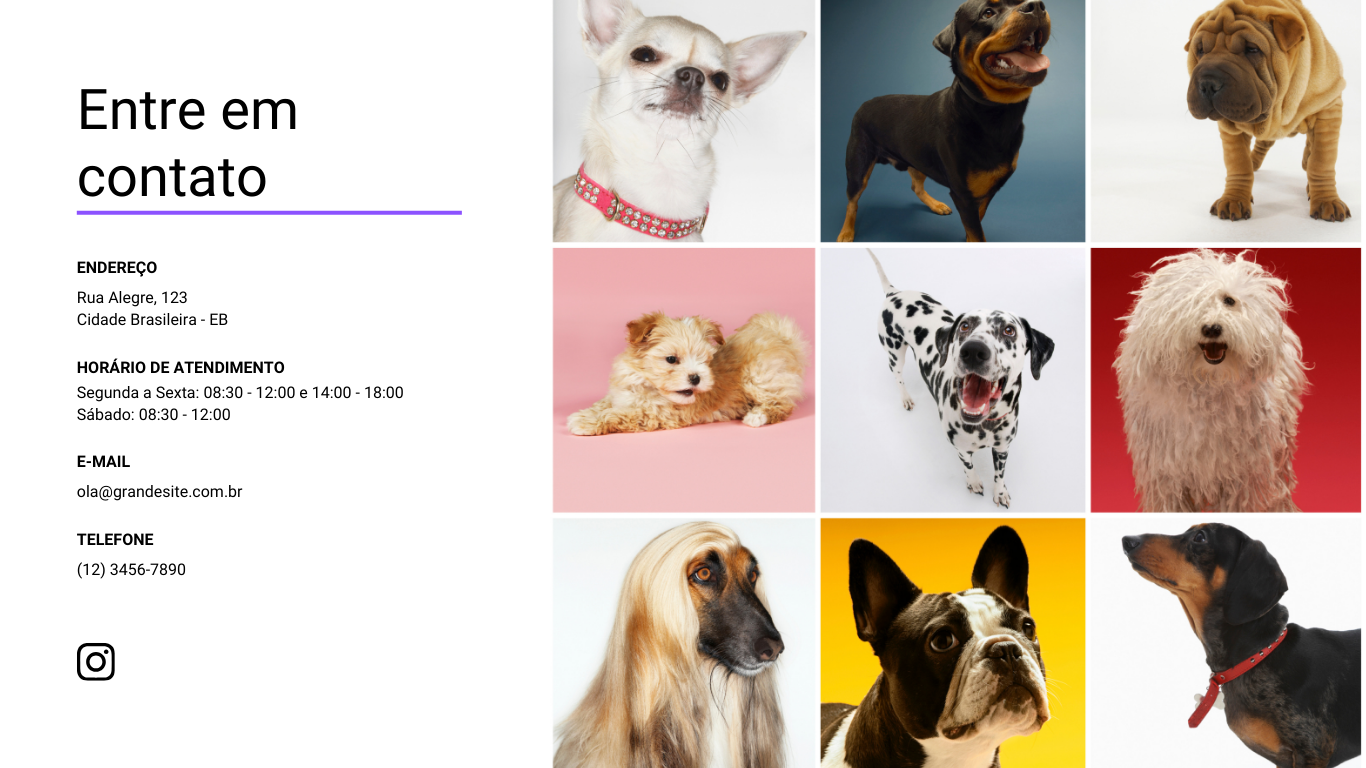 Entre em
contato
ENDEREÇO
Rua Alegre, 123
Cidade Brasileira - EB
HORÁRIO DE ATENDIMENTO
Segunda a Sexta: 08:30 - 12:00 e 14:00 - 18:00
Sábado: 08:30 - 12:00
E-MAIL
ola@grandesite.com.br
TELEFONE
(12) 3456-7890